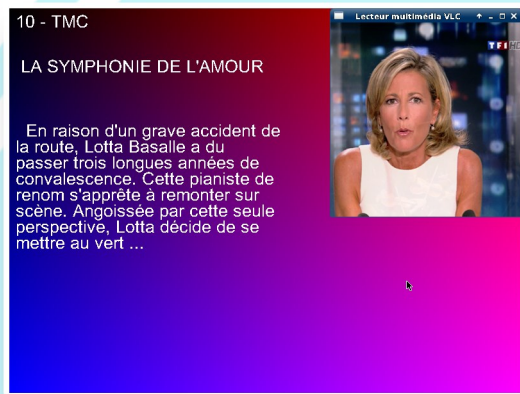 10 - TMC
LA SYMPHONIE DE L'AMOUR
En raison d'un grave accident de
la route, Lotta Basalle a du
passer trois longues années de
convalescence. Cette pianiste de
renom s'apprête à remonter sur
scène. Angoissée par cette seule
perspective, Lotta décide de se
mettre au vert ...
Lecteur multimédia VLC
TF1 HD